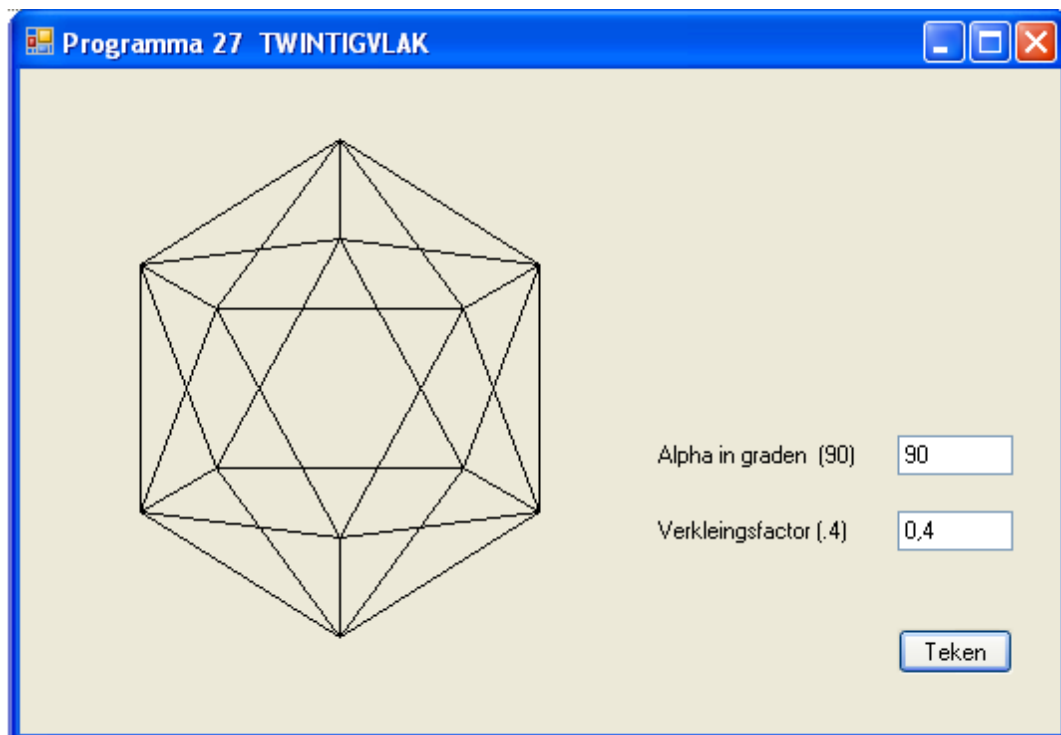 Programma 27 TWINTIGVLAK
Alpha in graden (90) 90
Verkleingsfactor (.4) 0,4
Teken